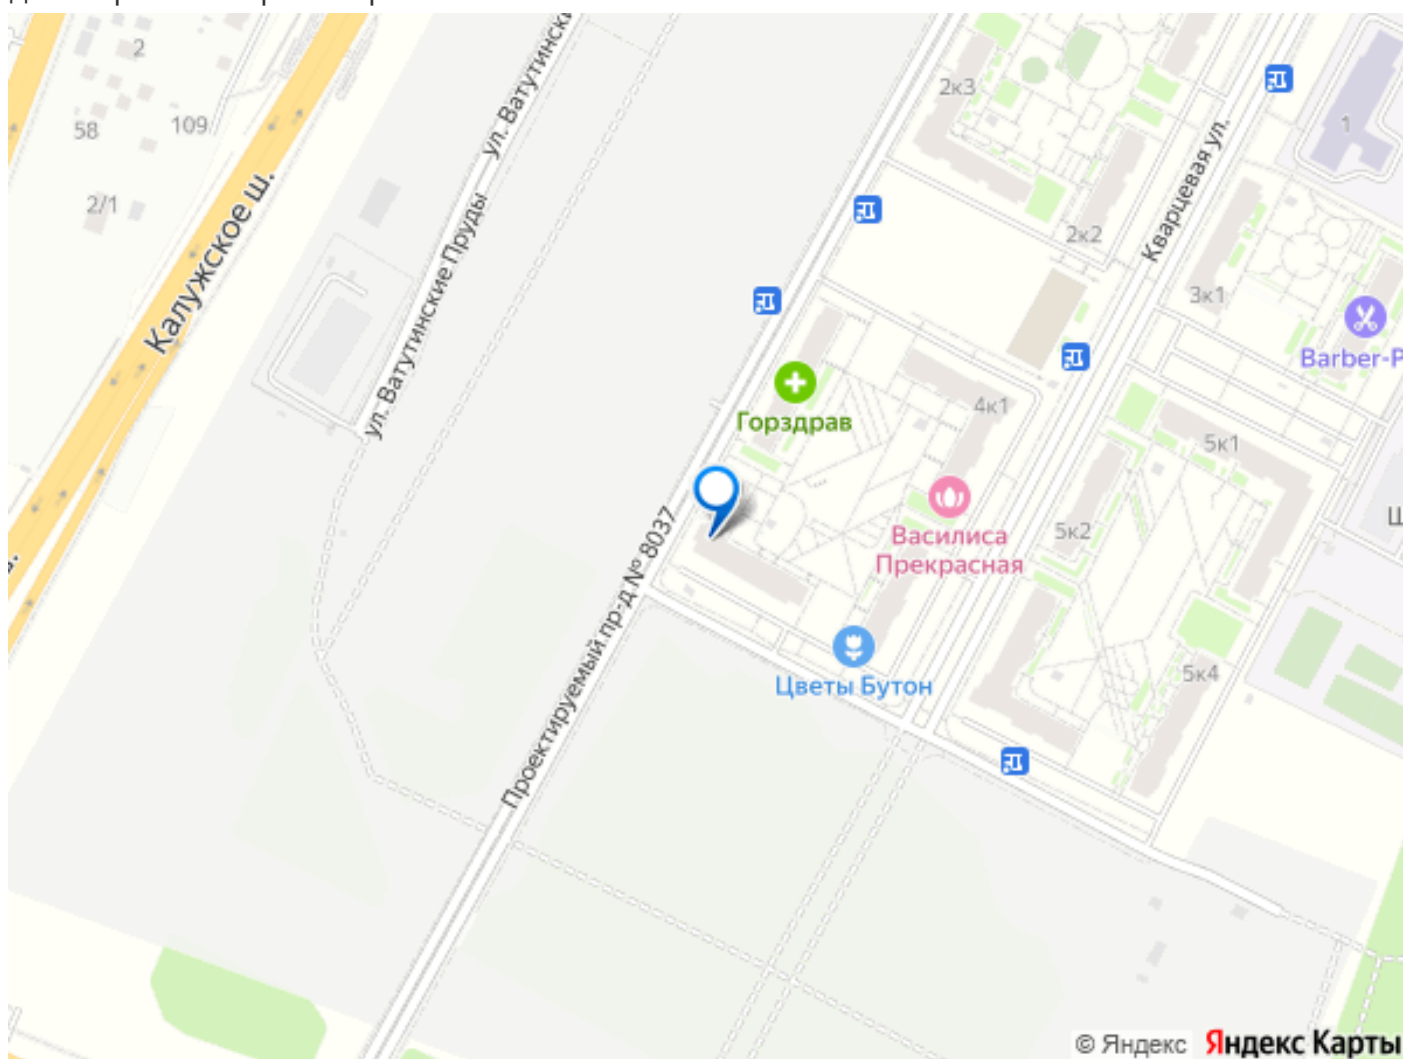 2
58
109
2/1
Калужское ш.
ул. Ватутинские Пруды
ул. Ватутински
2к3
1
Кварцевая ул.
2к2
3к1
Barber-P
Горздрав
4к1
5к1
Василиса
Прекрасная
5к2
Проектируемый пр-д № 8037
Цветы Бутон
5к4
© Яндекс Яндекс Карты